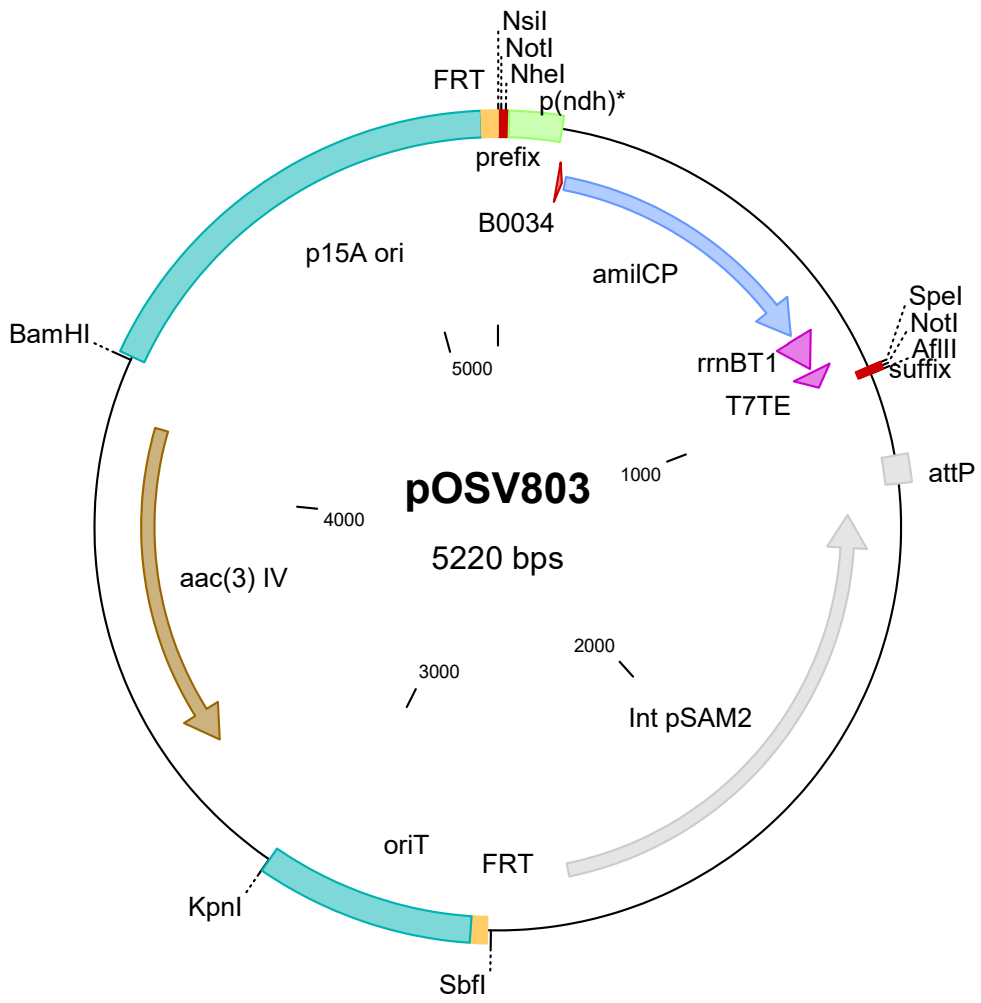 NsiI
NotI
NheI
FRT
p(ndh)*
prefix
B0034
p15A ori
amilCP
SpeI
NotI
AflII
suffix
BamHI
rrnBT1
T7TE
5000
1000
attP
pOSV803
5220 bps
4000
aac(3) IV
2000
3000
Int pSAM2
oriT
FRT
KpnI
SbfI